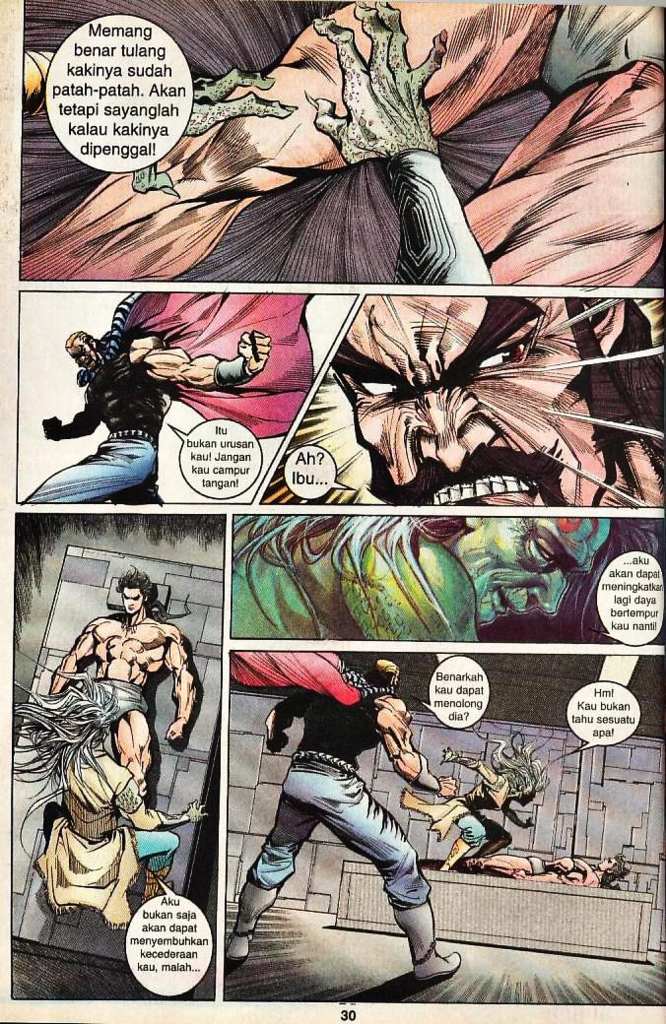 Memang
benar tulang
kakinya sudah
patah-patah. Akan
tetapi sayanglah
kalau kakinya
dipenggal!
Itu
bukan urusan
kau! Jangan
kau campur
tangan!
Ah?
Ibu...
Aku
bukan saja
akan dapat
menyembuhkan
kecederaan
kau, malah...
...aku
akan dapat
meningkatkan
lagi daya
bertempur
kau nanti!
Benarkah
kau dapat
menolong
dia?
Hm!
Kau bukan
tahu sesuatu
apa!
30